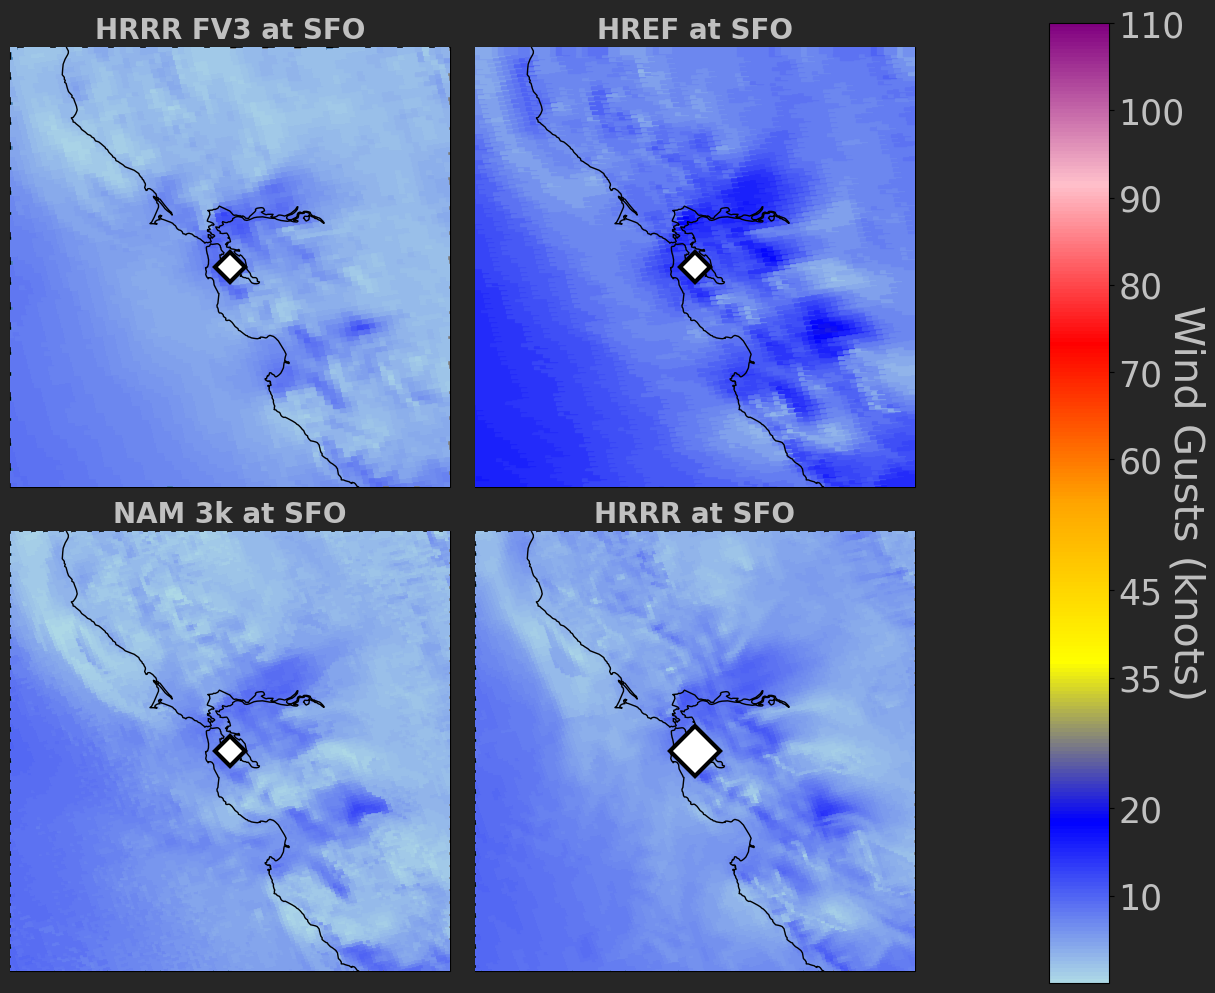 HRRR FV3 at SFO
HREF at SFO
NAM 3k at SFO
HRRR at SFO
110
100
90
80
70
60
45
35
20
10
Wind Gusts (knots)